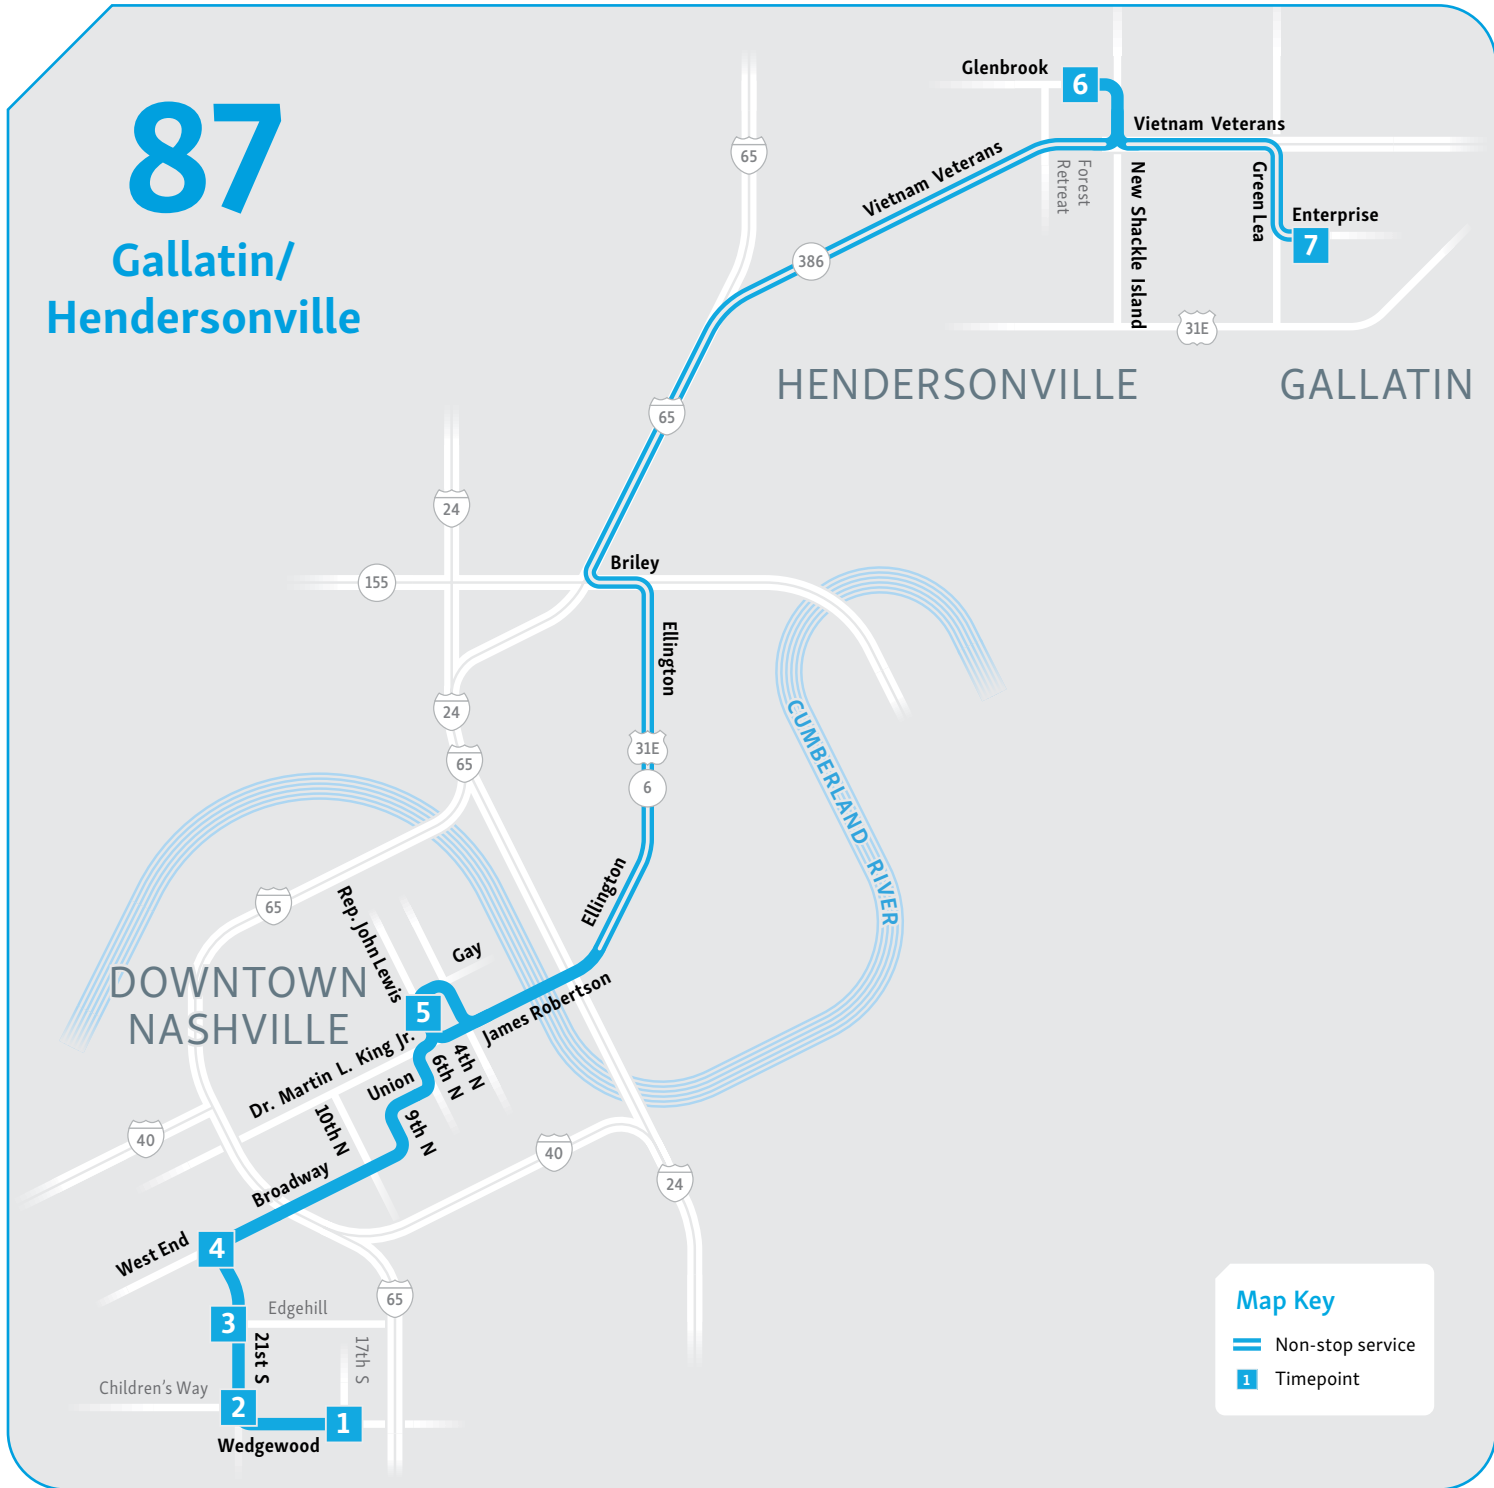 87
Gallatin/
Hendersonville
Glenbrook
6
Vietnam Veterans
65
Vietnam Veterans
Forest
Retreat
New Shackle Island
Green Lea
Enterprise
7
386
31E
HENDERSONVILLE
GALLATIN
65
24
155
Briley
Ellington
24
31E
65
6
CUMBERLAND RIVER
Ellington
65
Rep. John Lewis
Gay
DOWNTOWN
NASHVILLE
5
James Robertson
Dr. Martin L. King Jr.
4th N
6th N
Union
9th N
10th N
40
40
24
Broadway
West End
4
65
Edgehill
3
21st S
17th S
Children's Way
2
1
Wedgewood
Map Key
Non-stop service
1
Timepoint